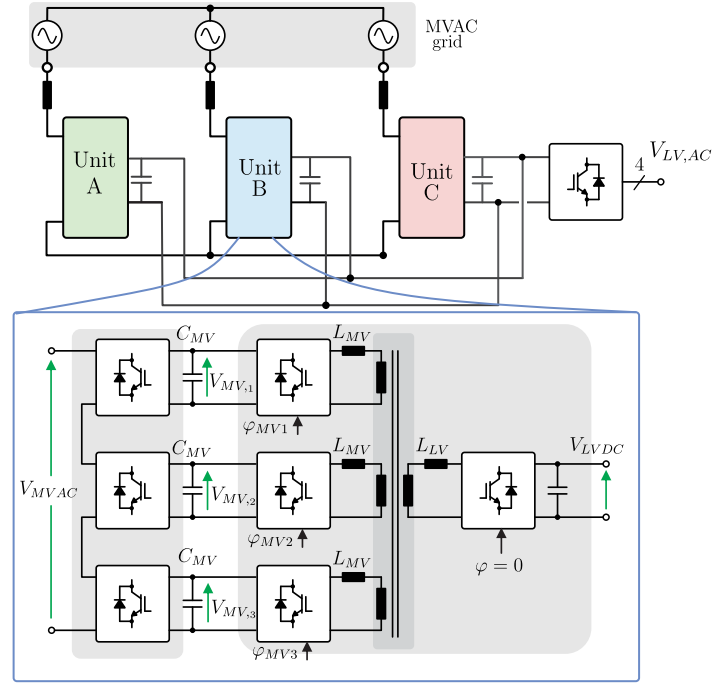 MVAC
grid
Unit
A
Unit
B
Unit
C
4
V_{LV,AC}
C_{MV}
L_{MV}
V_{MV,1}
φ_{MV1}
C_{MV}
L_{MV}
L_{LV}
V_{LVDC}
V_{MVAC}
V_{MV,2}
φ_{MV2}
φ = 0
C_{MV}
L_{MV}
V_{MV,3}
φ_{MV3}